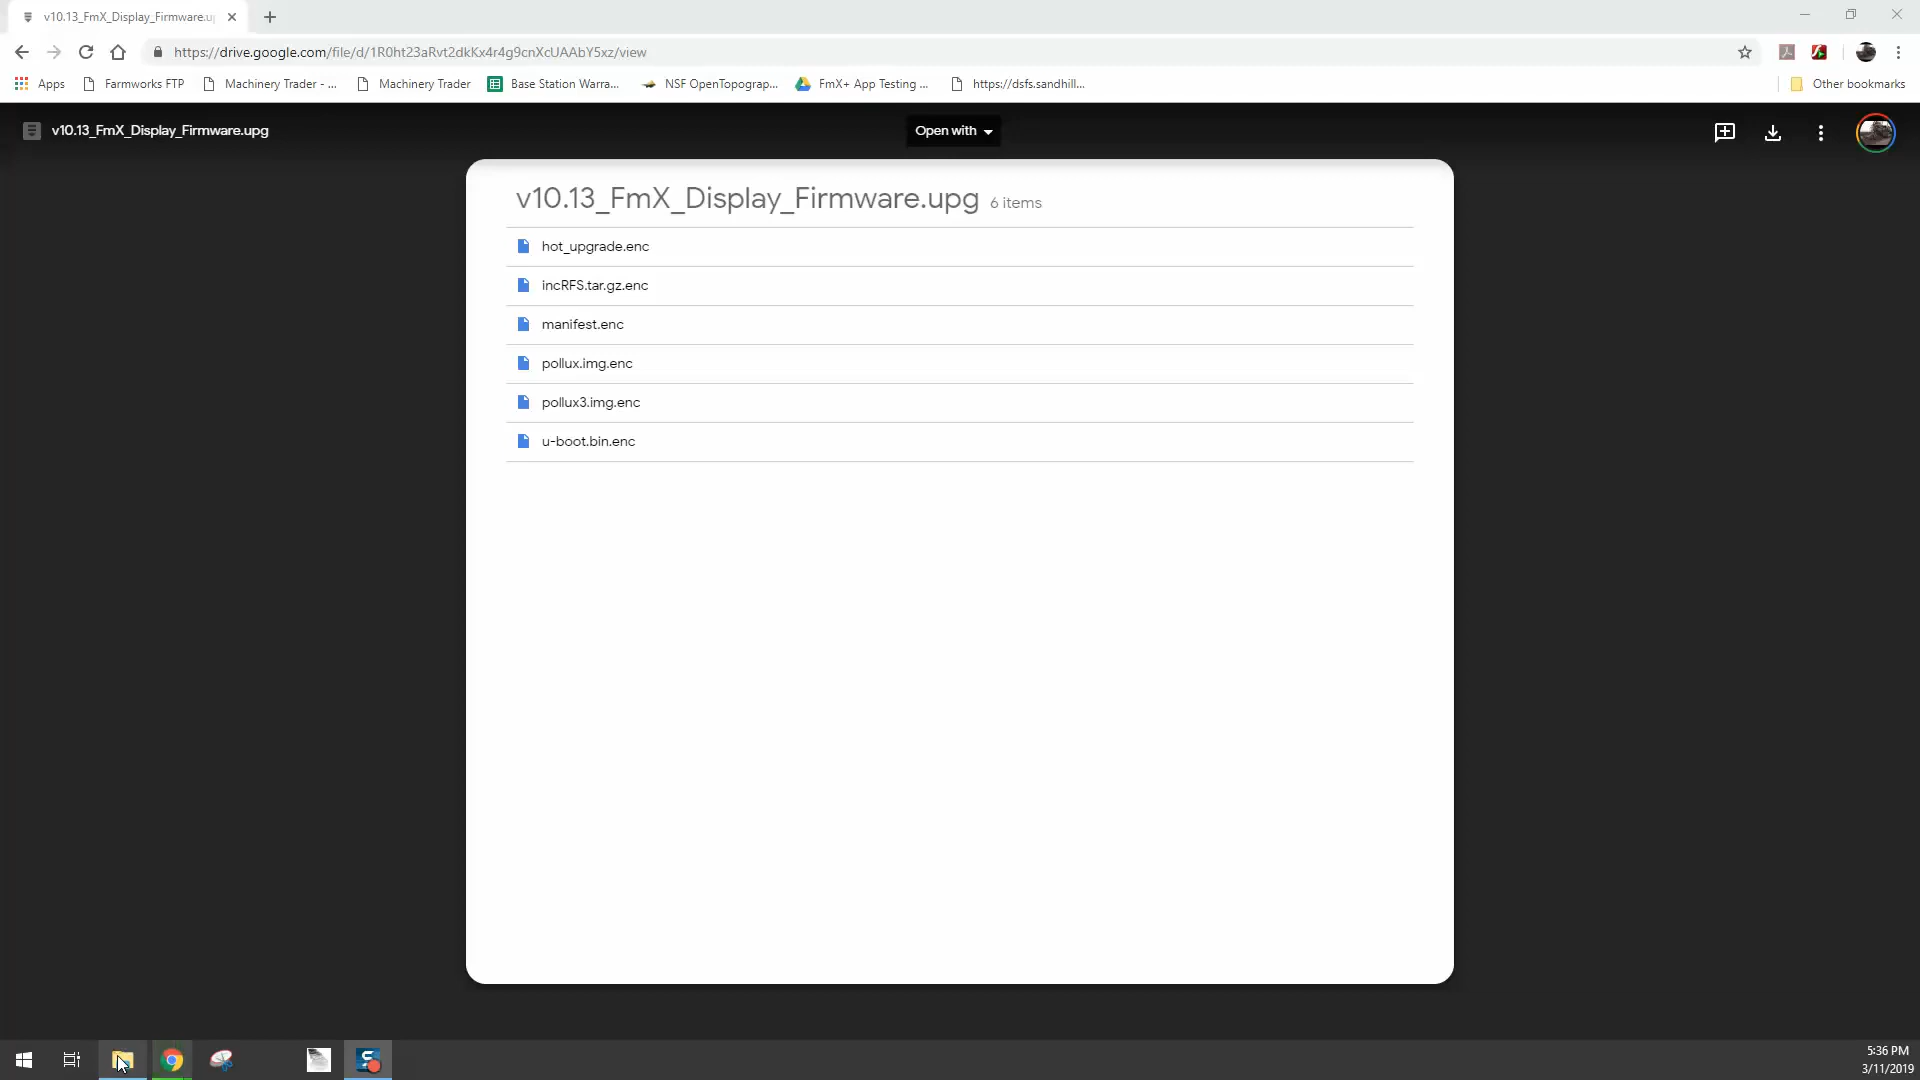 v10.13_FmX_Display_Firmware.up
https://drive.google.com/file/d/1R0ht23aRvt2dkKx4r4g9cnXcUAAbY5xz/view
Apps Farmworks FTP Machinery Trader - ... Machinery Trader Base Station Warra... NSF OpenTopograp... FmX+ App Testing ... https://dsfs.sandhill... Other bookmarks
v10.13_FmX_Display_Firmware.upg Open with
v10.13_FmX_Display_Firmware.upg 6 items
hot_upgrade.enc
incRFS.tar.gz.enc
manifest.enc
pollux.img.enc
pollux3.img.enc
u-boot.bin.enc
5:36 PM
3/11/2019